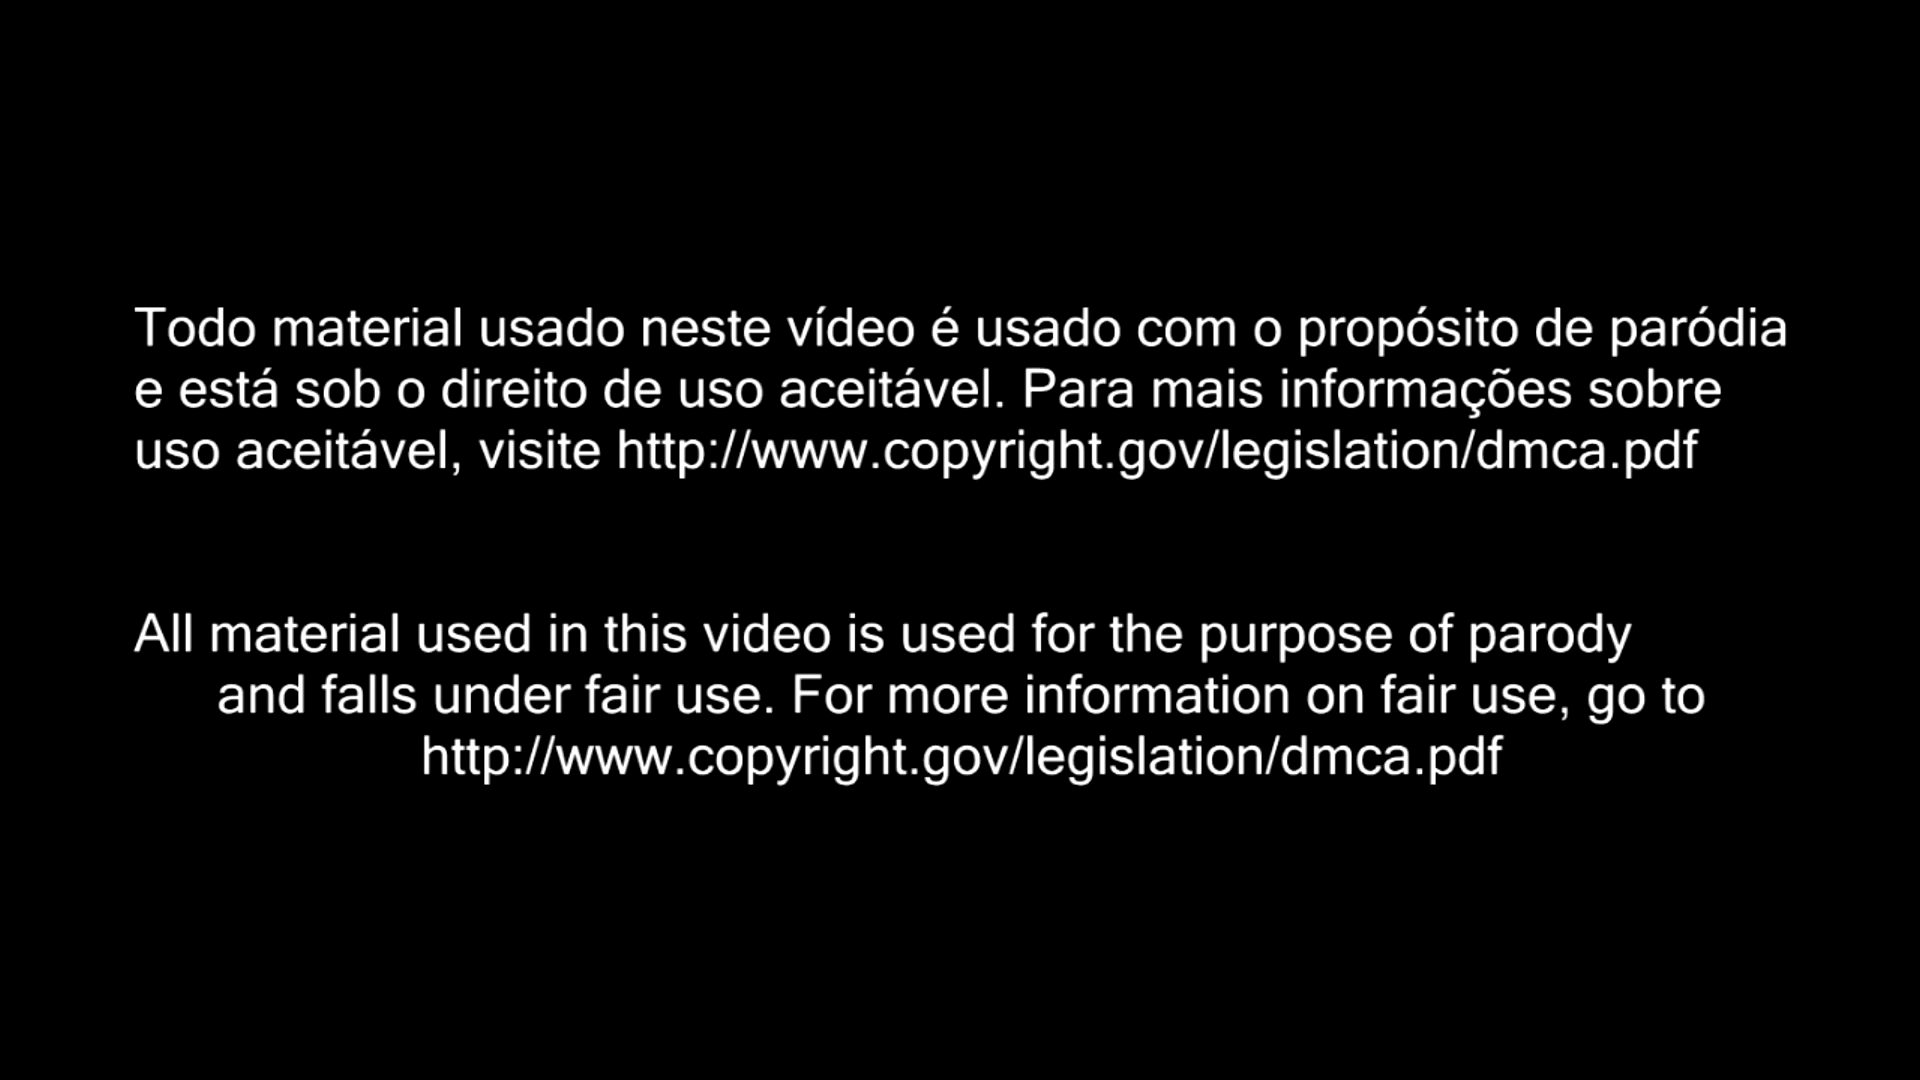 Todo material usado neste vídeo é usado com o propósito de paródia
e está sob o direito de uso aceitável. Para mais informações sobre
uso aceitável, visite http://www.copyright.gov/legislation/dmca.pdf
All material used in this video is used for the purpose of parody
and falls under fair use. For more information on fair use, go to
http://www.copyright.gov/legislation/dmca.pdf